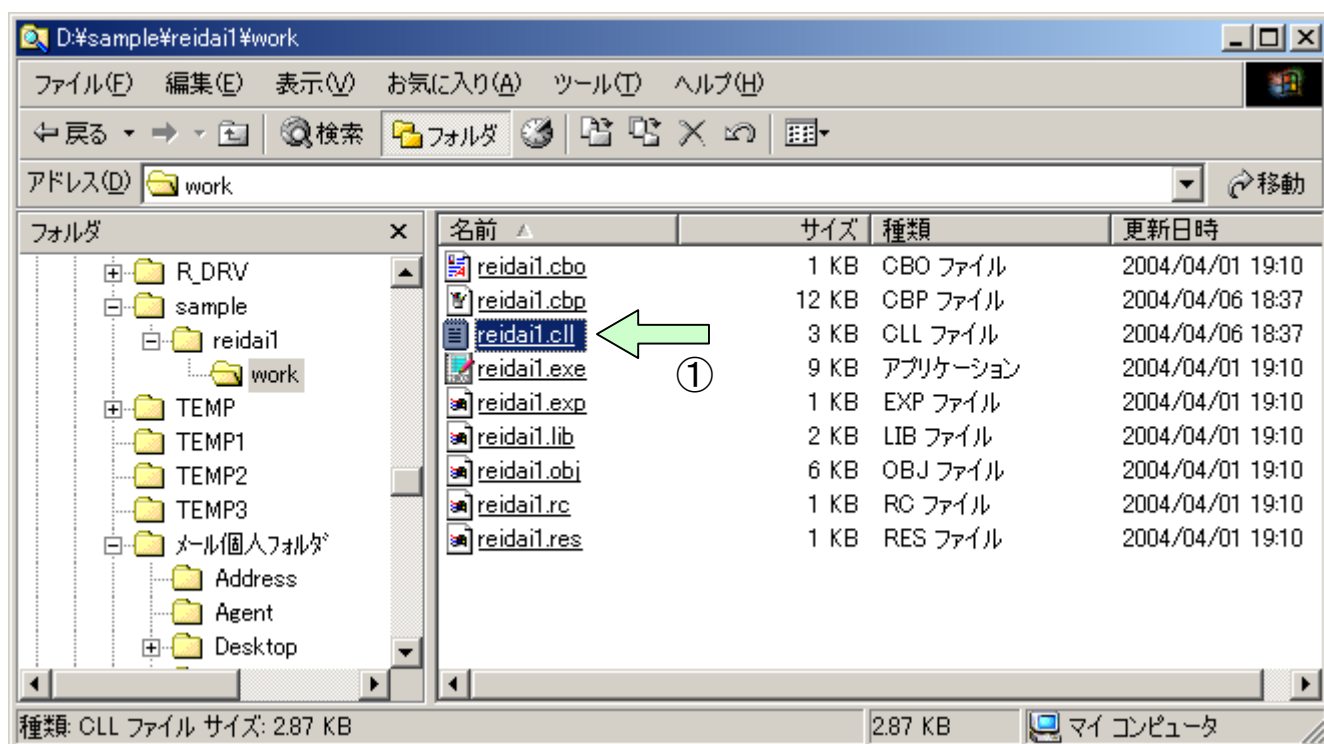 D:¥sample¥reidai1¥work
ファイル(F) 編集(E) 表示(V) お気に入り(A) ツール(T) ヘルプ(H)
戻る 検索 フォルダ
アドレス(D) work 移動
フォルダ × 名前 サイズ 種類 更新日時
R_DRV
sample
reidai1
work
TEMP
TEMP1
TEMP2
TEMP3
メール個人フォルダ
Address
Agent
Desktop
reidai1.cbo 1 KB CBO ファイル 2004/04/01 19:10
reidai1.cbp 12 KB CBP ファイル 2004/04/06 18:37
reidai1.cll 3 KB CLL ファイル 2004/04/06 18:37
①
reidai1.exe 9 KB アプリケーション 2004/04/01 19:10
reidai1.exp 1 KB EXP ファイル 2004/04/01 19:10
reidai1.lib 2 KB LIB ファイル 2004/04/01 19:10
reidai1.obj 6 KB OBJ ファイル 2004/04/01 19:10
reidai1.rc 1 KB RC ファイル 2004/04/01 19:10
reidai1.res 1 KB RES ファイル 2004/04/01 19:10
種類: CLL ファイル サイズ: 2.87 KB 2.87 KB マイ コンピュータ